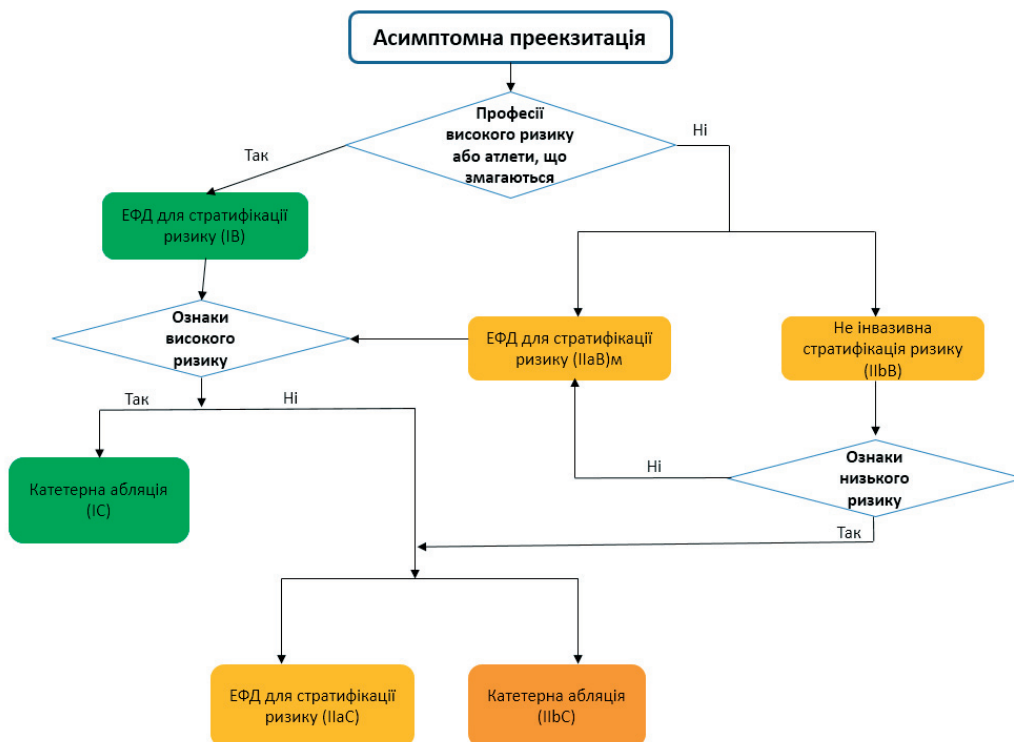 Асимптомна преекзитація
Професії
високого ризику
або атлети, що
змагаються
Так
Ні
ЕФД для стратифікації
ризику (IB)
Ознаки
високого
ризику
ЕФД для стратифікації
ризику (IIaB)м
Не інвазивна
стратифікація ризику
(IIbB)
Так
Ні
Ні
Ознаки
низького
ризику
Катетерна абляція
(IC)
Так
ЕФД для стратифікації
ризику (IIaC)
Катетерна абляція
(IIbC)